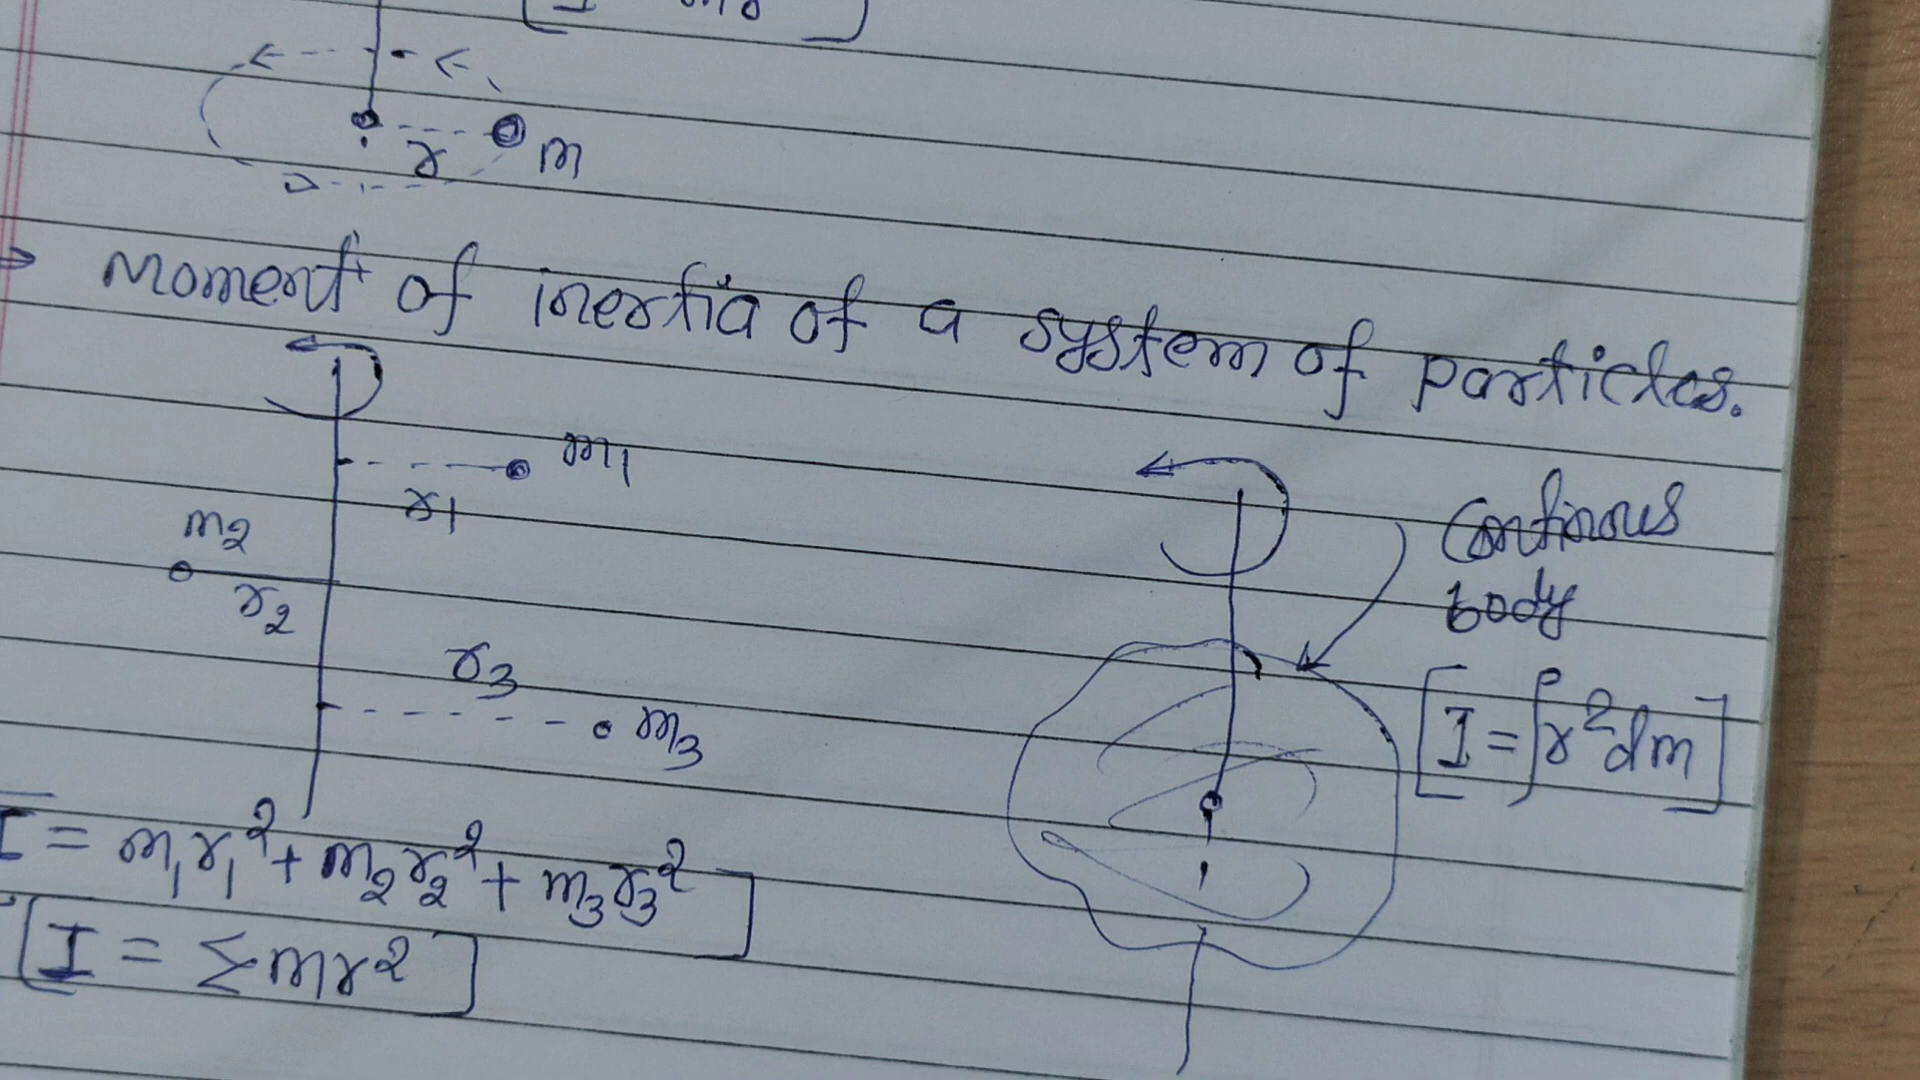 r m
→ Moment of inertia of a system of particles.
m1
r1
m2
r2
r3
m3
I = m1r1² + m2r2² + m3r3²]
[I = Σmr²]
Continous
body
[I = ∫r²dm]